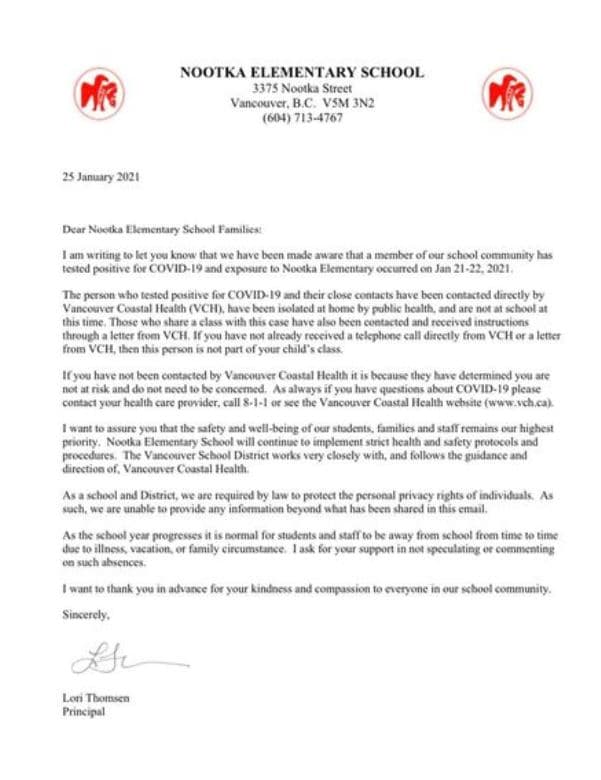 NOOTKA ELEMENTARY SCHOOL
3375 Nootka Street
Vancouver, B.C. V5M 3N2
(604) 713-4767
25 January 2021
Dear Nootka Elementary School Families:
I am writing to let you know that we have been made aware that a member of our school community has
tested positive for COVID-19 and exposure to Nootka Elementary occurred on Jan 21-22, 2021.
The person who tested positive for COVID-19 and their close contacts have been contacted directly by
Vancouver Coastal Health (VCH), have been isolated at home by public health, and are not at school at
this time. Those who share a class with this case have also been contacted and received instructions
through a letter from VCH. If you have not already received a telephone call directly from VCH or a letter
from VCH, then this person is not part of your child's class.
If you have not been contacted by Vancouver Coastal Health it is because they have determined you are
not at risk and do not need to be concerned. As always if you have questions about COVID-19 please
contact your health care provider, call 8-1-1 or see the Vancouver Coastal Health website (www.vch.ca).
I want to assure you that the safety and well-being of our students, families and staff remains our highest
priority. Nootka Elementary School will continue to implement strict health and safety protocols and
procedures. The Vancouver School District works very closely with, and follows the guidance and
direction of, Vancouver Coastal Health.
As a school and District, we are required by law to protect the personal privacy rights of individuals. As
such, we are unable to provide any information beyond what has been shared in this email.
As the school year progresses it is normal for students and staff to be away from school from time to time
due to illness, vacation, or family circumstance. I ask for your support in not speculating or commenting
on such absences.
I want to thank you in advance for your kindness and compassion to everyone in our school community.
Sincerely,
Lori Thomsen
Principal